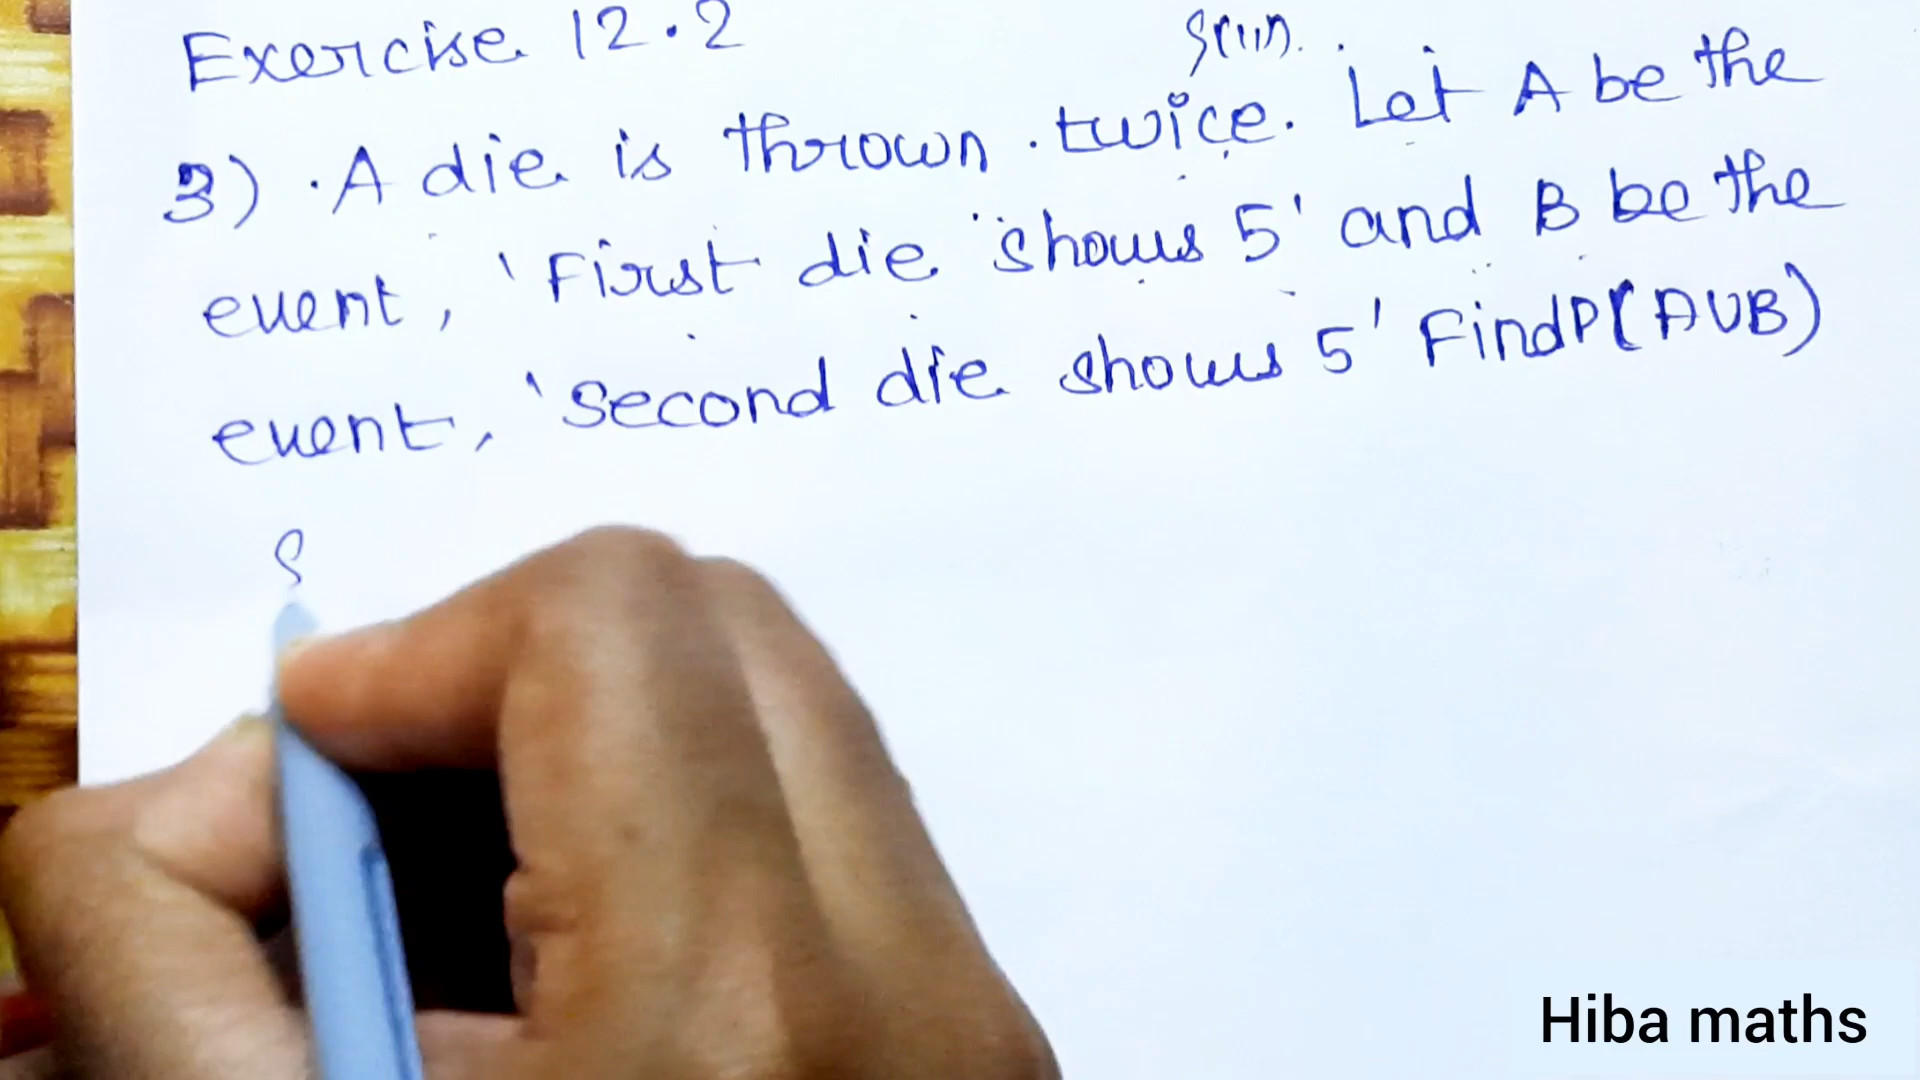 Exercise 12.2
3) . A die is thrown . twice. Let A be the
event, 'First die shows 5' and B be the
event, 'Second die shows 5' Find P(A∪B)
S
Hiba maths